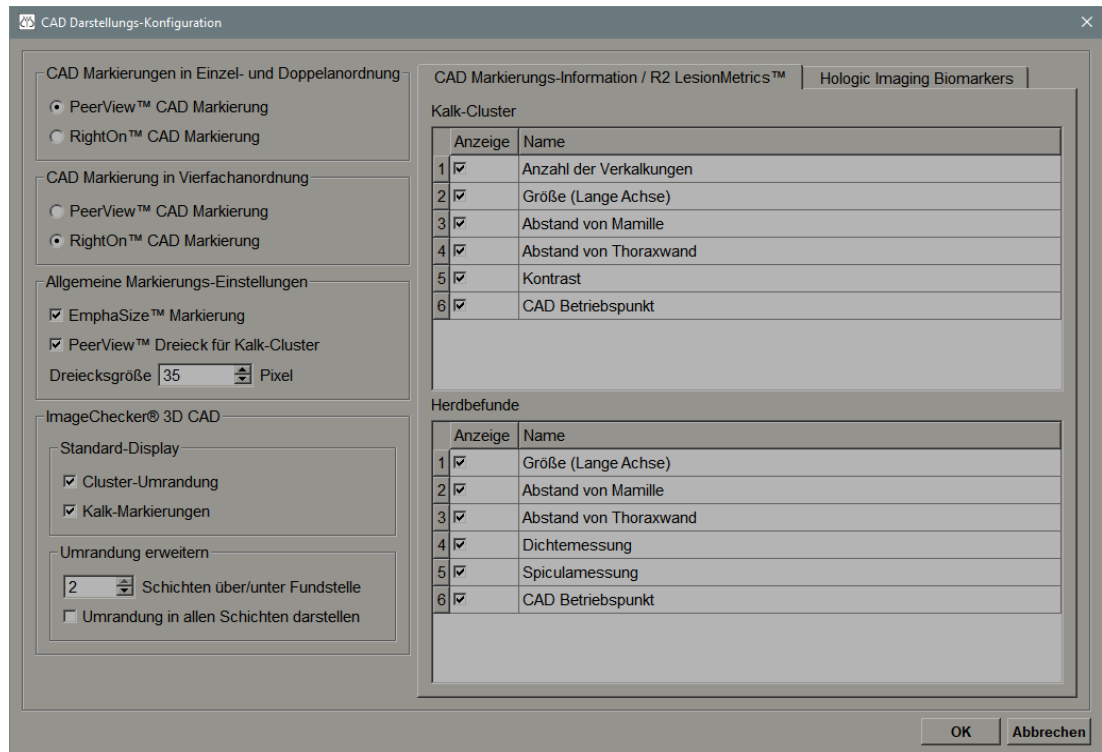 CAD Darstellungs-Konfiguration
CAD Markierungen in Einzel- und Doppelanordnung
PeerView™ CAD Markierung
RightOn™ CAD Markierung
CAD Markierung in Vierfachanordnung
PeerView™ CAD Markierung
RightOn™ CAD Markierung
Allgemeine Markierungs-Einstellungen
EmphaSize™ Markierung
PeerView™ Dreieck für Kalk-Cluster
Dreiecksgröße 35 Pixel
ImageChecker® 3D CAD
Standard-Display
Cluster-Umrandung
Kalk-Markierungen
Umrandung erweitern
2 Schichten über/unter Fundstelle
Umrandung in allen Schichten darstellen
CAD Markierungs-Information / R2 LesionMetrics™ Hologic Imaging Biomarkers
Kalk-Cluster
Anzeige Name
1 Anzahl der Verkalkungen
2 Größe (Lange Achse)
3 Abstand von Mamille
4 Abstand von Thoraxwand
5 Kontrast
6 CAD Betriebspunkt
Herdbefunde
Anzeige Name
1 Größe (Lange Achse)
2 Abstand von Mamille
3 Abstand von Thoraxwand
4 Dichtemessung
5 Spiculamessung
6 CAD Betriebspunkt
OK Abbrechen